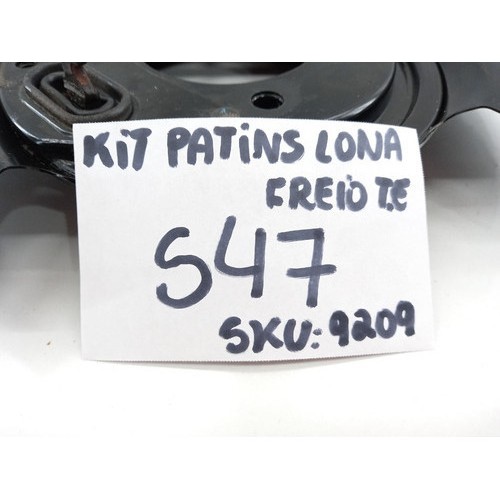 KIT PATINS LONA
FREIO T.E
S47
SKU: 9209